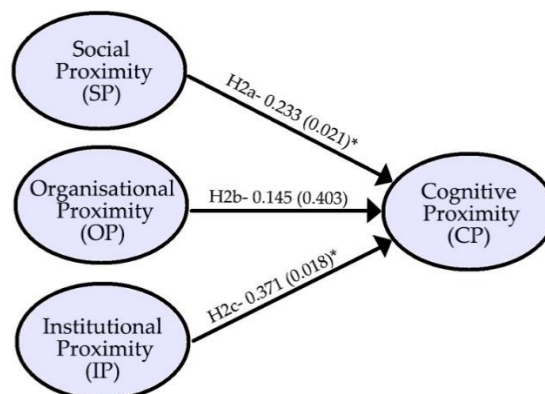 Social
Proximity
(SP)
H2a- 0.233 (0.021)*
Organisational
Proximity
(OP)
H2b- 0.145 (0.403)
Cognitive
Proximity
(CP)
H2c- 0.371 (0.018)*
Institutional
Proximity
(IP)